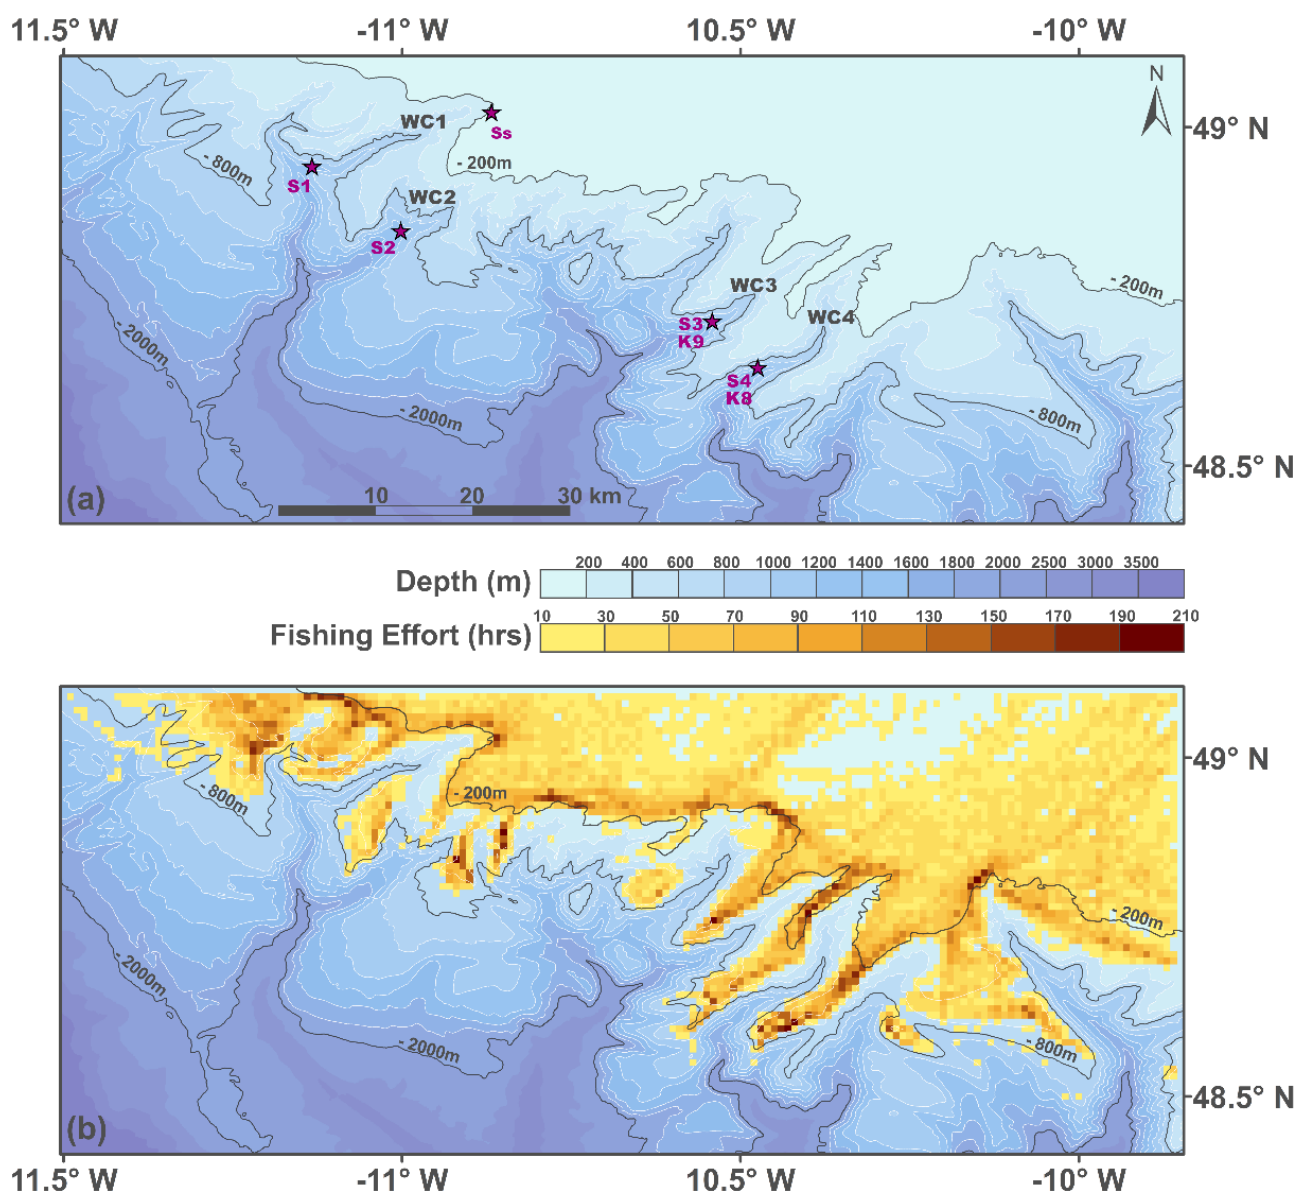 11.5° W -11° W 10.5° W -10° W
N
WC1
Ss
49° N
- 800m
- 200m
S1
WC2
S2
- 200m
WC3
- 2000m
S3
WC4
K9
S4
K8
- 2000m
- 800m
48.5° N
(a)
10 20 30 km
Depth (m)
200 400 600 800 1000 1200 1400 1600 1800 2000 2500 3000 3500
Fishing Effort (hrs)
10 30 50 70 90 110 130 150 170 190 210
49° N
- 800m
- 200m
- 200m
- 2000m
- 2000m
- 800m
48.5° N
(b)
11.5° W -11° W 10.5° W -10° W